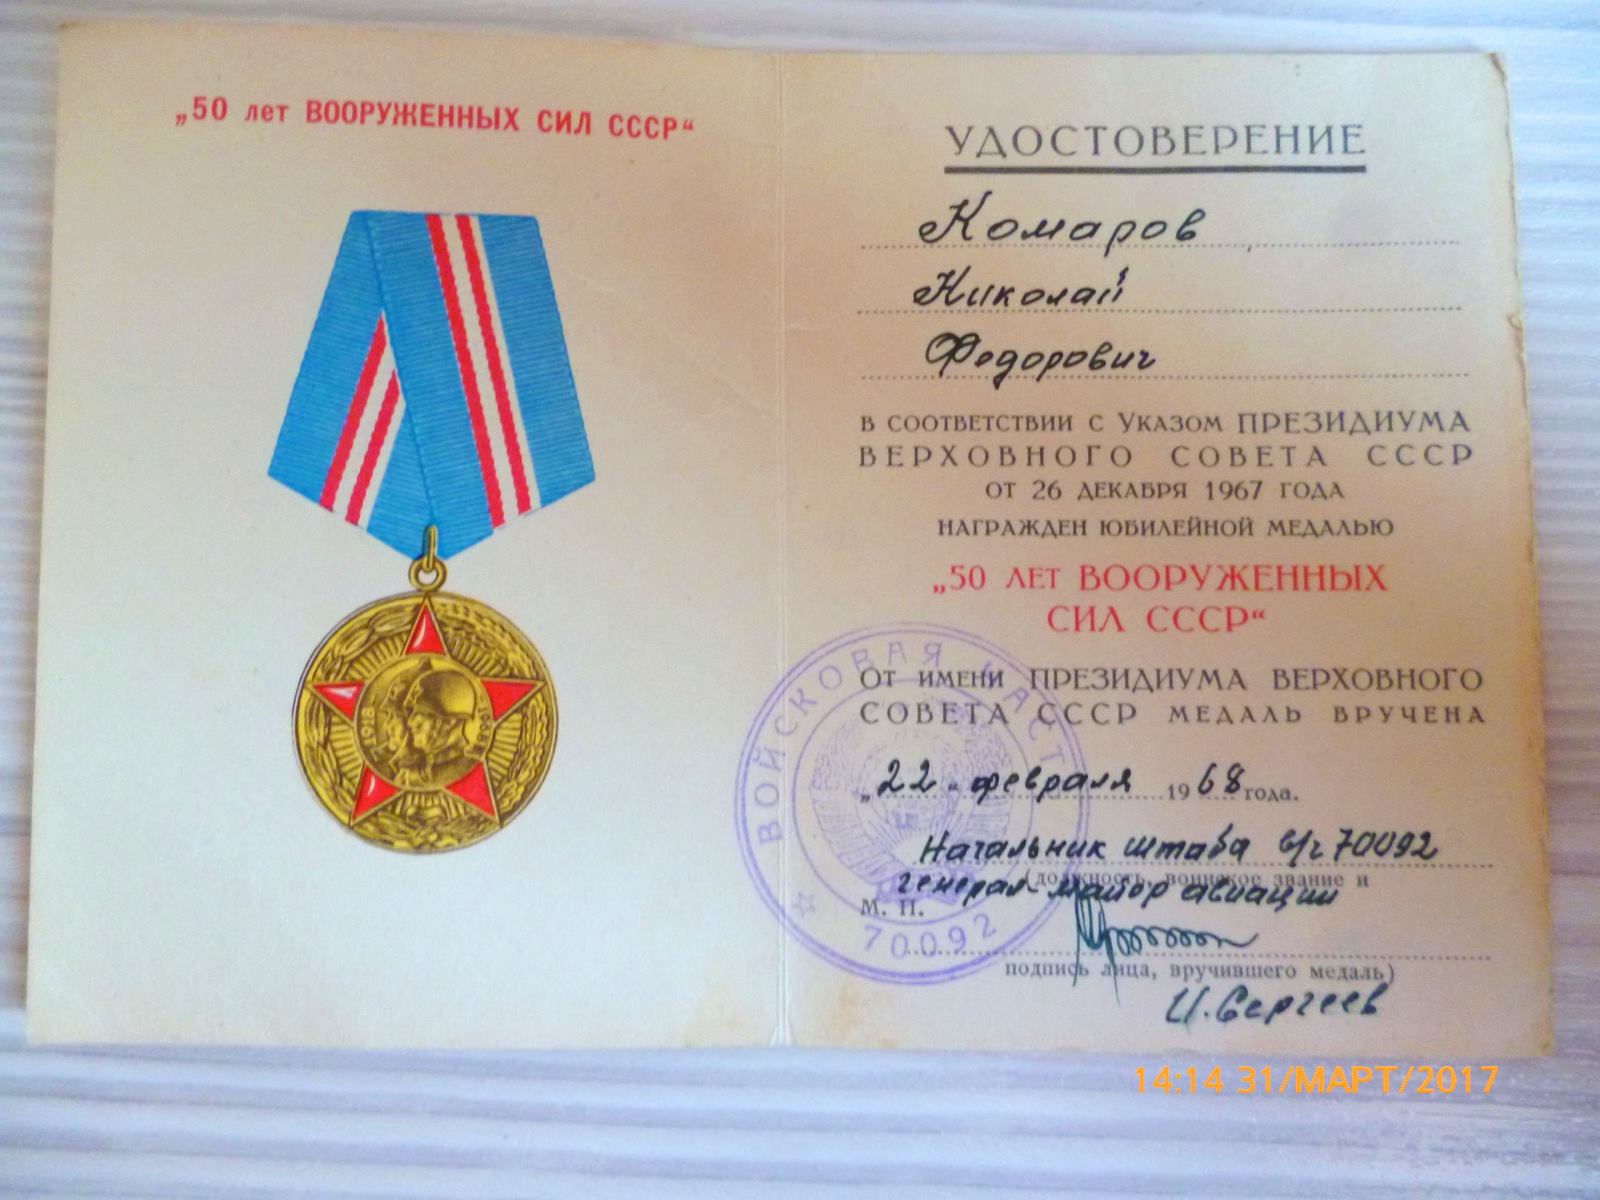 „50 лет ВООРУЖЕННЫХ СИЛ СССР“
1918
1968
УДОСТОВЕРЕНИЕ
Комаров
Николай
Федорович
В СООТВЕТСТВИИ С УКАЗОМ ПРЕЗИДИУМА
ВЕРХОВНОГО СОВЕТА СССР
ОТ 26 ДЕКАБРЯ 1967 ГОДА
НАГРАЖДЕН ЮБИЛЕЙНОЙ МЕДАЛЬЮ
„50 ЛЕТ ВООРУЖЕННЫХ
СИЛ СССР“
ОТ ИМЕНИ ПРЕЗИДИУМА ВЕРХОВНОГО
СОВЕТА СССР МЕДАЛЬ ВРУЧЕНА
„22“ февраля 1968 года.
Начальник штаба в/ч 70092
(должность, воинское звание и
генерал-майор авиации
М. П.
подпись лица, вручившего медаль)
И. Сергеев
ВОЙСКОВАЯ ЧАСТЬ
70092
14:14 31/МАРТ/2017